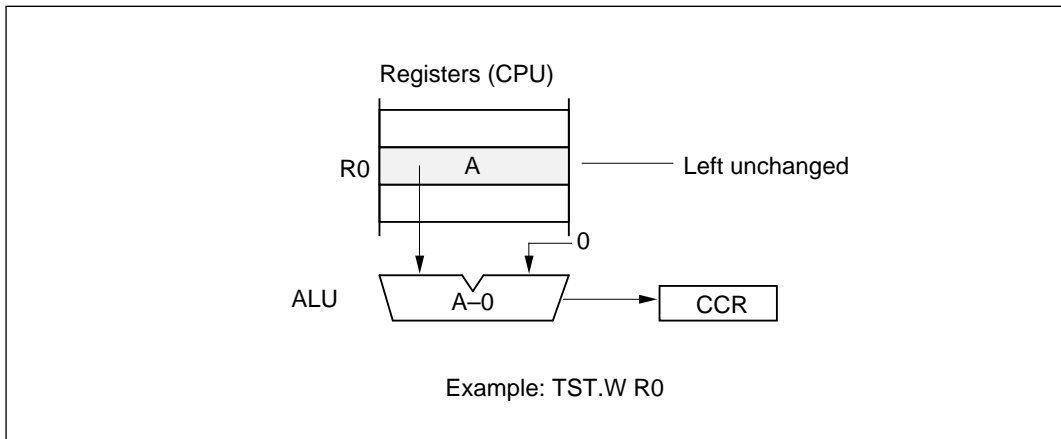 Registers (CPU)
R0
A
Left unchanged
0
ALU
A–0
CCR
Example: TST.W R0